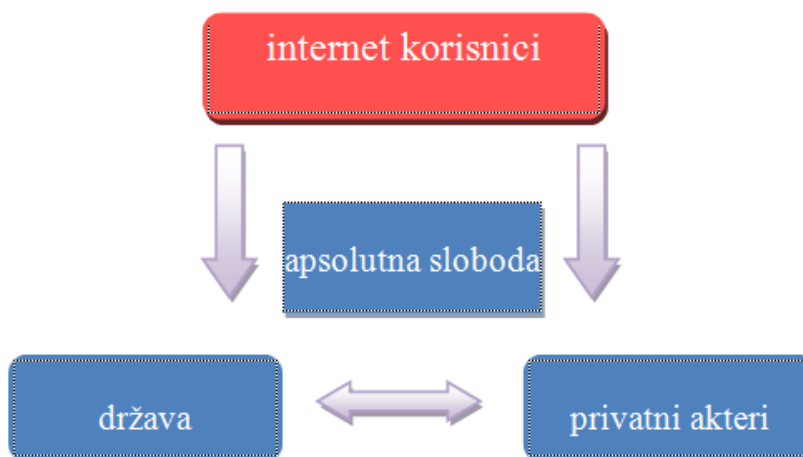 internet korisnici
apsolutna sloboda
država
privatni akteri